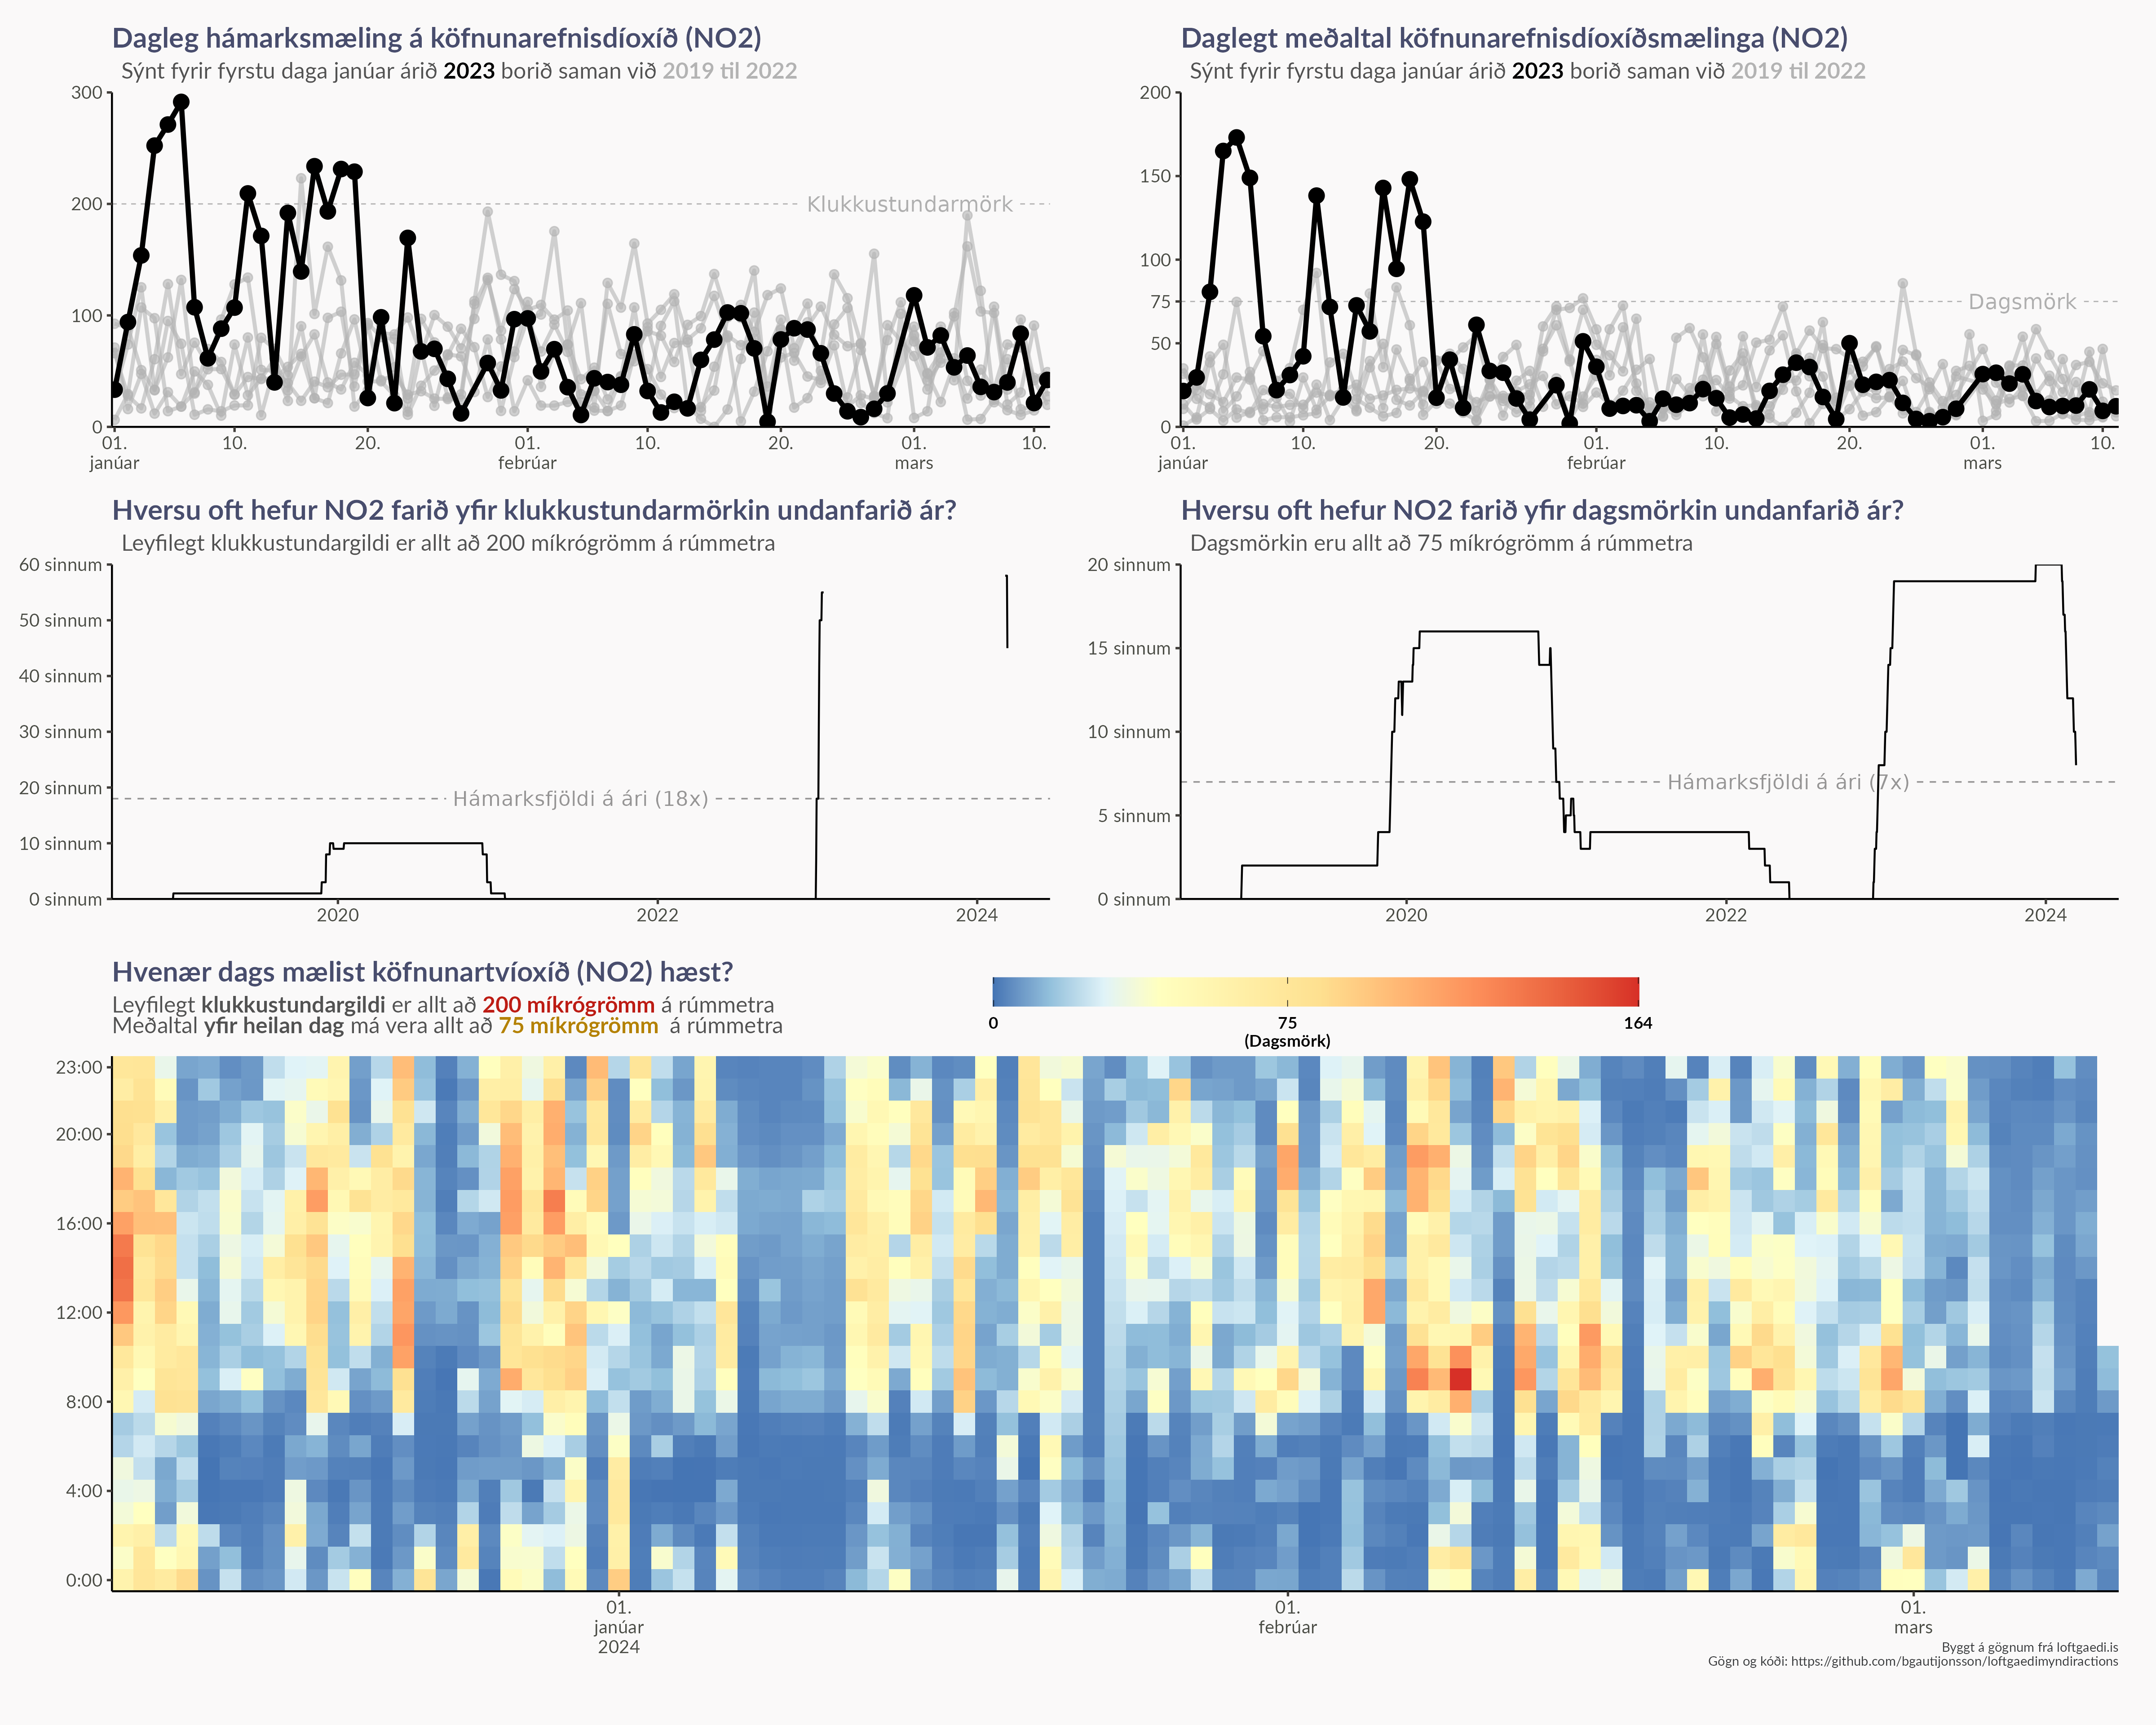 Dagleg hámarksmæling á köfnunarefnisdíoxíð (NO2)
Sýnt fyrir fyrstu daga janúar árið 2023 borið saman við 2019 til 2022
300
200
100
0
Klukkustundarmörk
01. 10. 20. 01. 10. 20. 01. 10.
janúar febrúar mars
Daglegt meðaltal köfnunarefnisdíoxíðsmælinga (NO2)
Sýnt fyrir fyrstu daga janúar árið 2023 borið saman við 2019 til 2022
200
150
100
75
50
0
Dagsmörk
01. 10. 20. 01. 10. 20. 01. 10.
janúar febrúar mars
Hversu oft hefur NO2 farið yfir klukkustundarmörkin undanfarið ár?
Leyfilegt klukkustundargildi er allt að 200 míkrógrömm á rúmmetra
60 sinnum
50 sinnum
40 sinnum
30 sinnum
20 sinnum
10 sinnum
0 sinnum
Hámarksfjöldi á ári (18x)
2020 2022 2024
Hversu oft hefur NO2 farið yfir dagsmörkin undanfarið ár?
Dagsmörkin eru allt að 75 míkrógrömm á rúmmetra
20 sinnum
15 sinnum
10 sinnum
5 sinnum
0 sinnum
Hámarksfjöldi á ári (7x)
2020 2022 2024
Hvenær dags mælist köfnunartvíoxíð (NO2) hæst?
Leyfilegt klukkustundargildi er allt að 200 míkrógrömm á rúmmetra
Meðaltal yfir heilan dag má vera allt að 75 míkrógrömm á rúmmetra
0 75 164
(Dagsmörk)
23:00
20:00
16:00
12:00
8:00
4:00
0:00
01. 01. 01.
janúar febrúar mars
2024
Byggt á gögnum frá loftgaedi.is
Gögn og kóði: https://github.com/bgautijonsson/loftgaedimyndiractions